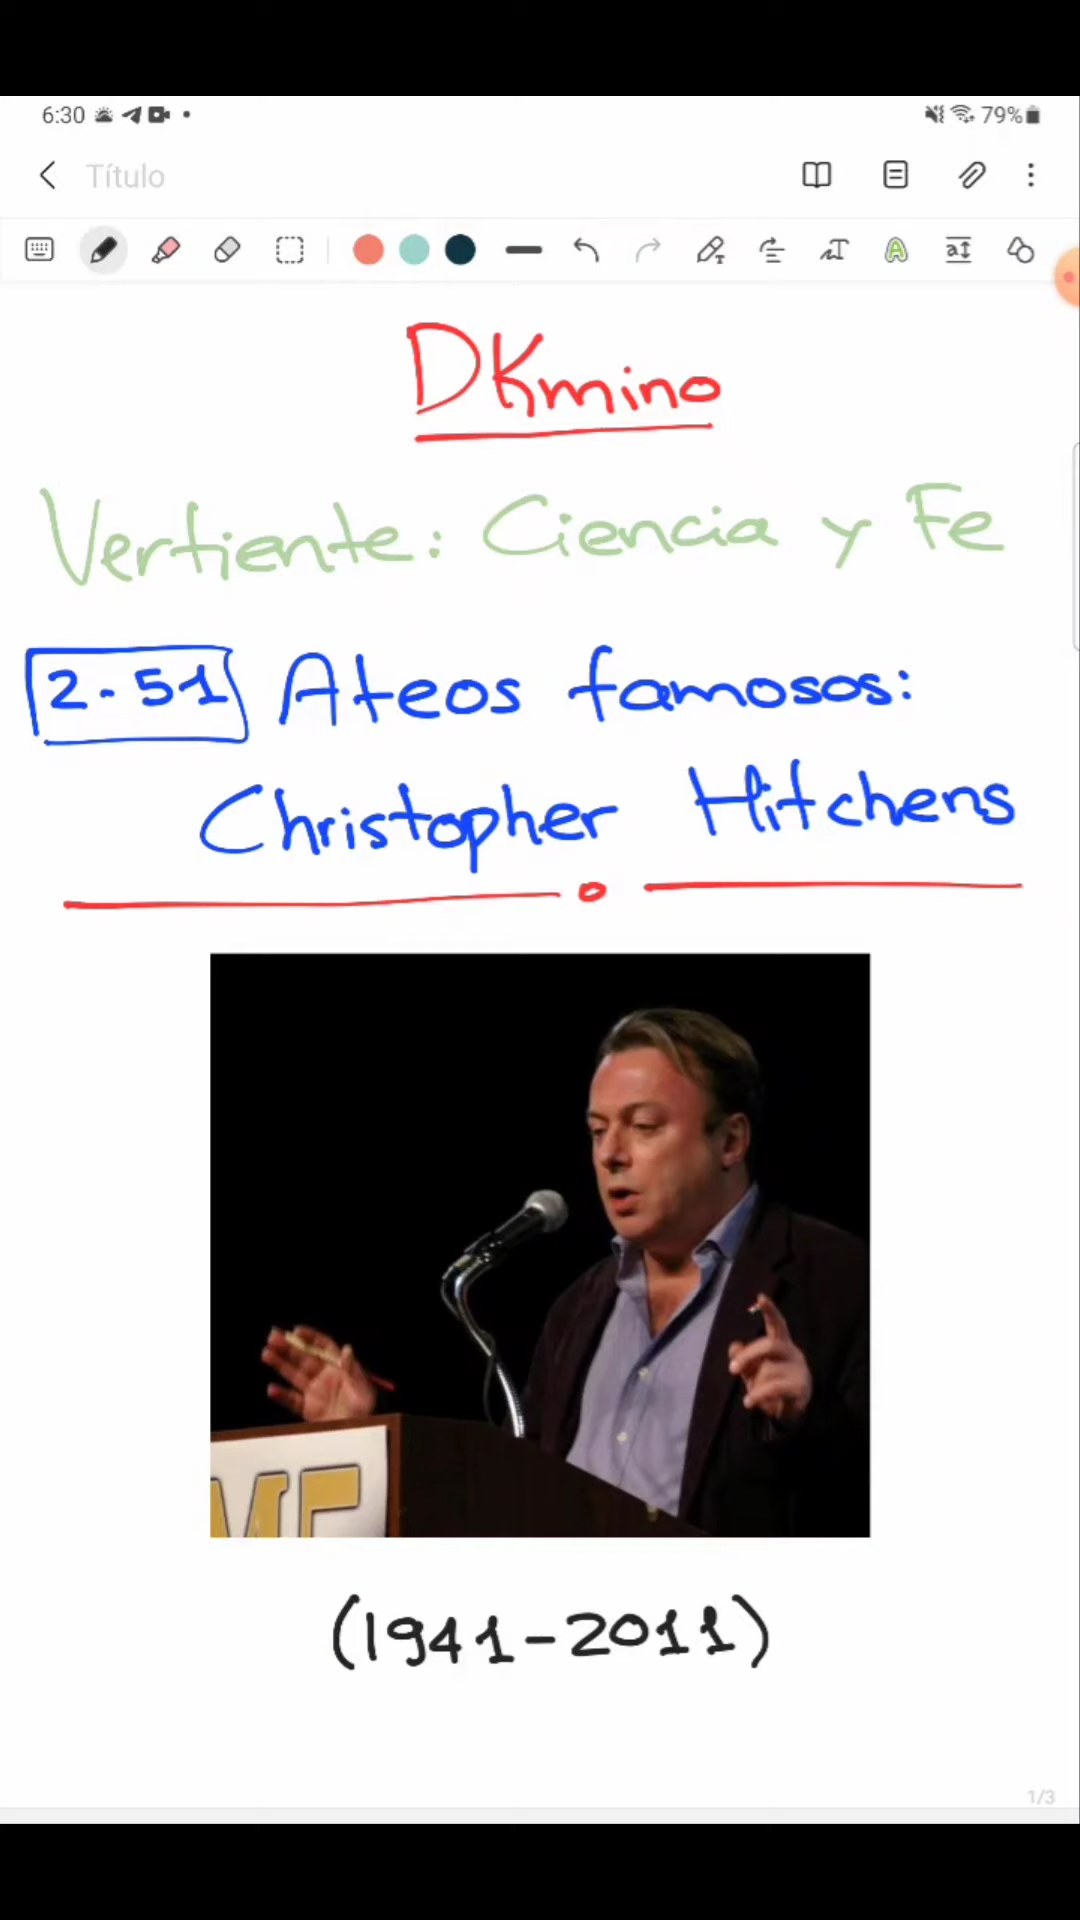 6:30
79%
Título
DKmino
Vertiente: Ciencia y Fe
2-51 Ateos famosos:
Christopher Hitchens
(1941-2011)
1/3